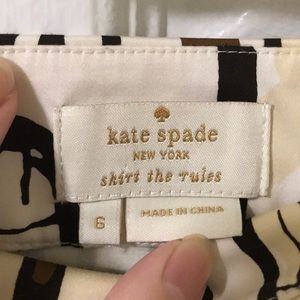 kate spade
NEW YORK
skirt the rules
6
MADE IN CHINA